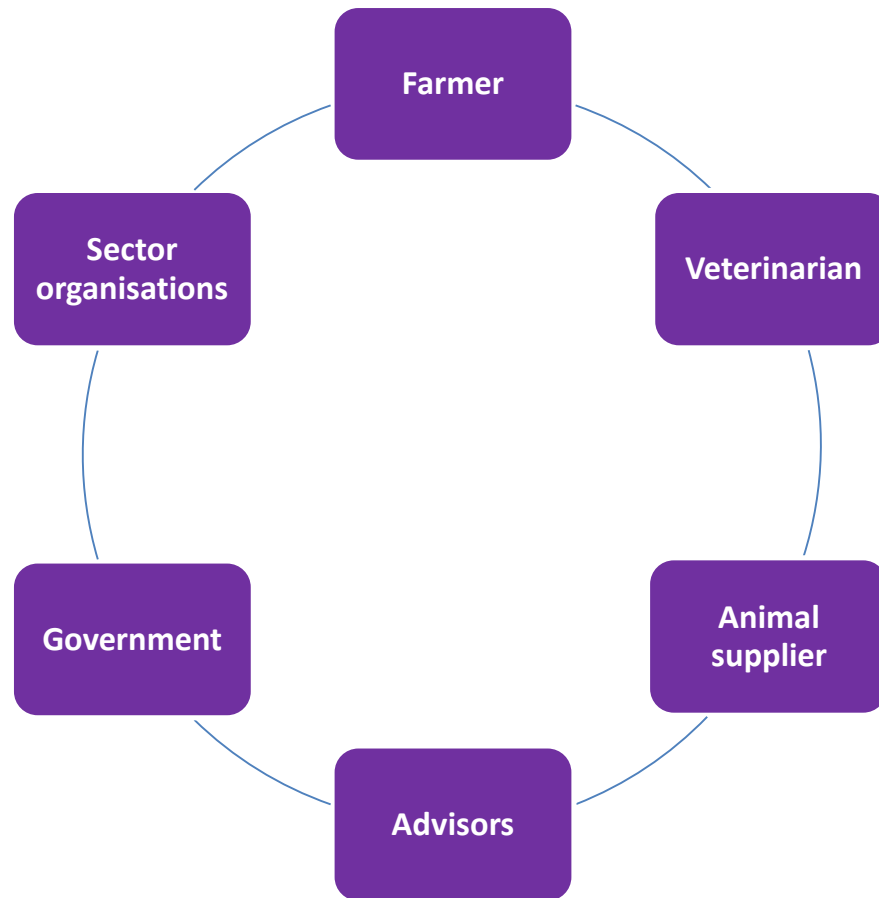 Farmer
Veterinarian
Animal
supplier
Advisors
Government
Sector
organisations